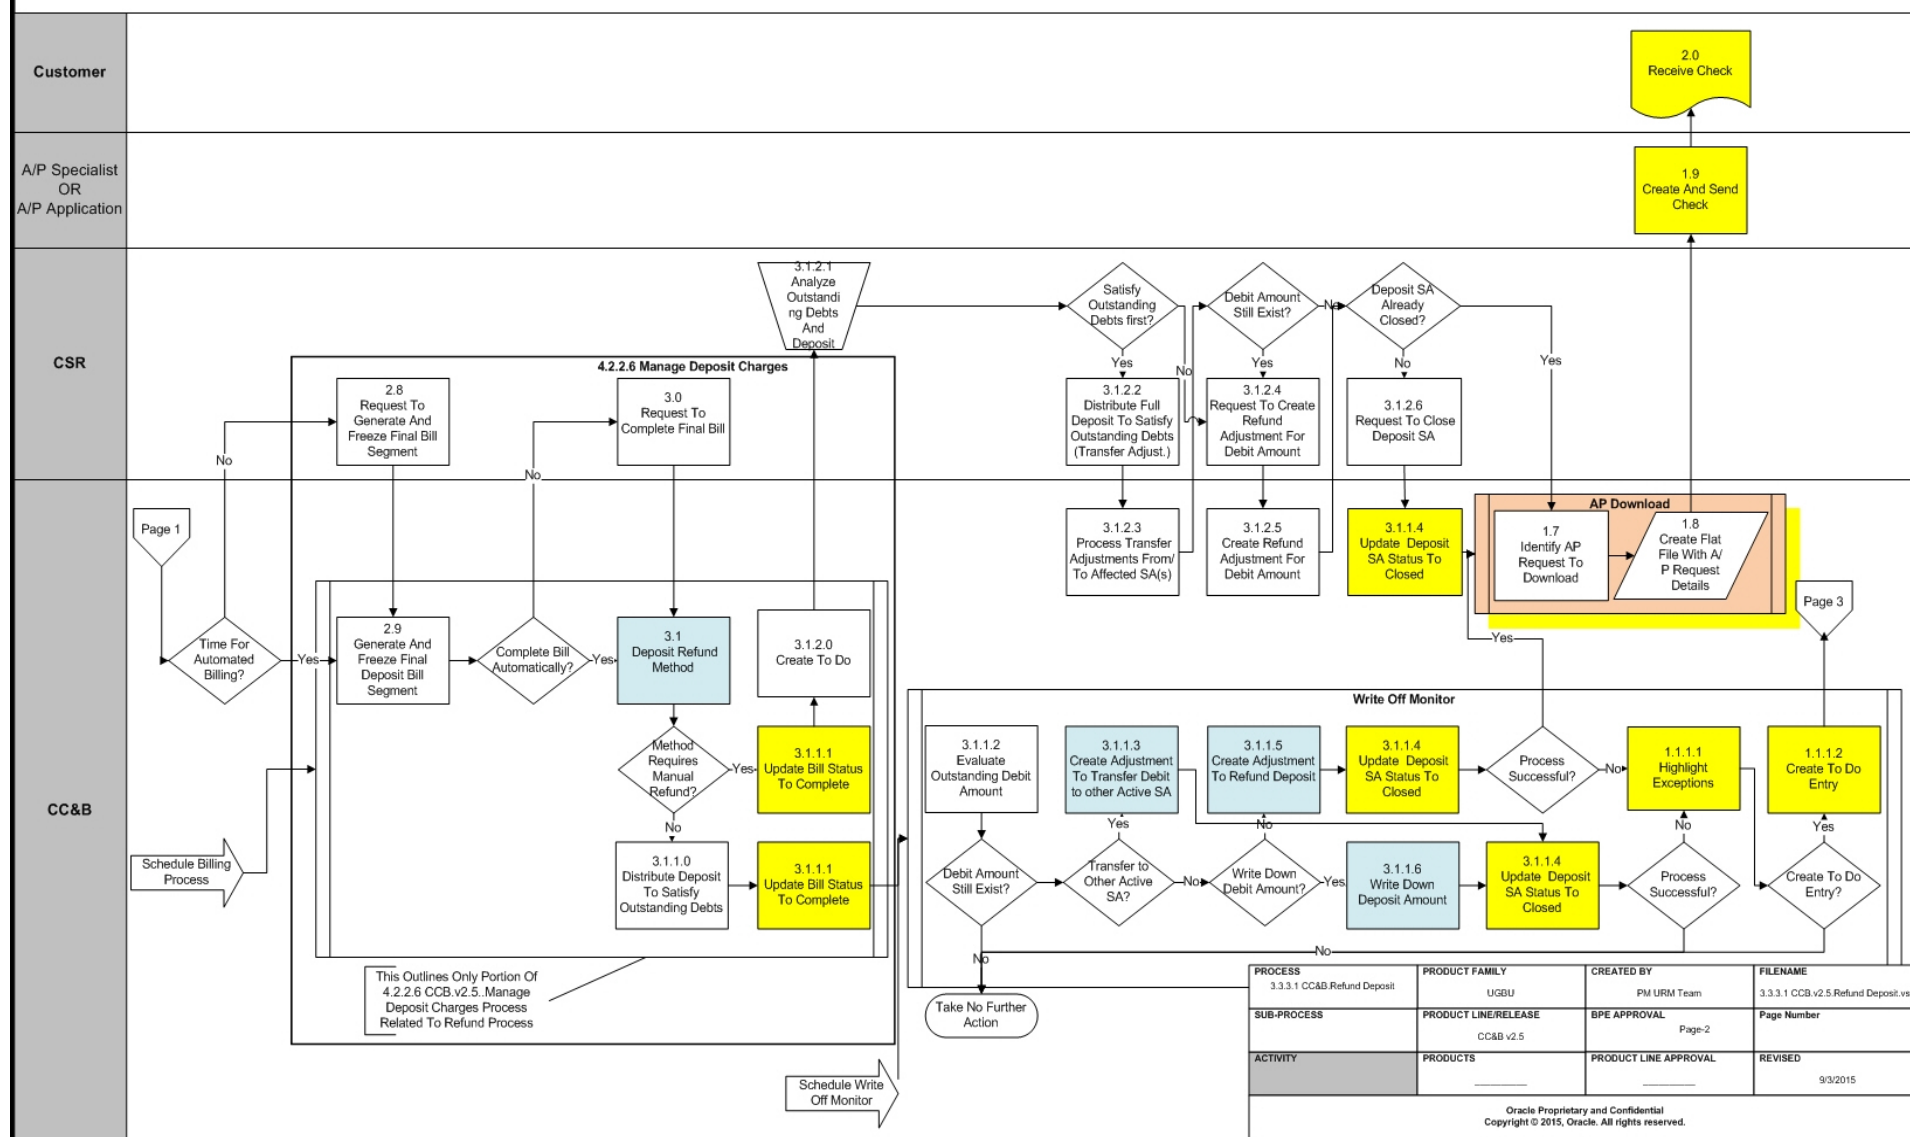 Customer
2.0
Receive Check
A/P Specialist
OR
A/P Application
1.9
Create And Send
Check
CSR
3.1.2.1
Analyze
Outstandi
ng Debts
And
Deposit
Satisfy
Outstanding
Debts first?
Debit Amount
Still Exist?
No
Deposit SA
Already
Closed?
Yes
No
Yes
No
Yes
4.2.2.6 Manage Deposit Charges
2.8
Request To
Generate And
Freeze Final Bill
Segment
3.0
Request To
Complete Final Bill
3.1.2.2
Distribute Full
Deposit To Satisfy
Outstanding Debts
(Transfer Adjust.)
3.1.2.4
Request To Create
Refund
Adjustment For
Debit Amount
3.1.2.6
Request To Close
Deposit SA
No
No
CC&B
Page 1
3.1.2.3
Process Transfer
Adjustments From/
To Affected SA(s)
3.1.2.5
Create Refund
Adjustment For
Debit Amount
3.1.1.4
Update Deposit
SA Status To
Closed
AP Download
1.7
Identify AP
Request To
Download
1.8
Create Flat
File With A/
P Request
Details
Page 3
Time For
Automated
Billing?
Yes
2.9
Generate And
Freeze Final
Deposit Bill
Segment
Complete Bill
Automatically?
Yes
3.1
Deposit Refund
Method
3.1.2.0
Create To Do
Yes
Write Off Monitor
Method
Requires
Manual
Refund?
Yes
3.1.1.1
Update Bill Status
To Complete
3.1.1.2
Evaluate
Outstanding Debit
Amount
3.1.1.3
Create Adjustment
To Transfer Debit
to other Active SA
3.1.1.5
Create Adjustment
To Refund Deposit
3.1.1.4
Update Deposit
SA Status To
Closed
Process
Successful?
No
1.1.1.1
Highlight
Exceptions
1.1.1.2
Create To Do
Entry
No
Yes
No
No
Yes
Schedule Billing
Process
3.1.1.0
Distribute Deposit
To Satisfy
Outstanding Debts
3.1.1.1
Update Bill Status
To Complete
Debit Amount
Still Exist?
Transfer to
Other Active
SA?
No
Write Down
Debit Amount?
Yes
3.1.1.6
Write Down
Deposit Amount
3.1.1.4
Update Deposit
SA Status To
Closed
Process
Successful?
Create To Do
Entry?
No
No
This Outlines Only Portion Of
4.2.2.6 CCB.v2.5..Manage
Deposit Charges Process
Related To Refund Process
Take No Further
Action
Schedule Write
Off Monitor
PROCESS
3.3.3.1 CC&B.Refund Deposit
PRODUCT FAMILY
UGBU
CREATED BY
PM URM Team
FILENAME
3.3.3.1 CCB.v2.5.Refund Deposit.vs
SUB-PROCESS
PRODUCT LINE/RELEASE
CC&B v2.5
BPE APPROVAL
Page-2
Page Number
ACTIVITY
PRODUCTS
PRODUCT LINE APPROVAL
REVISED
9/3/2015
Oracle Proprietary and Confidential
Copyright © 2015, Oracle. All rights reserved.